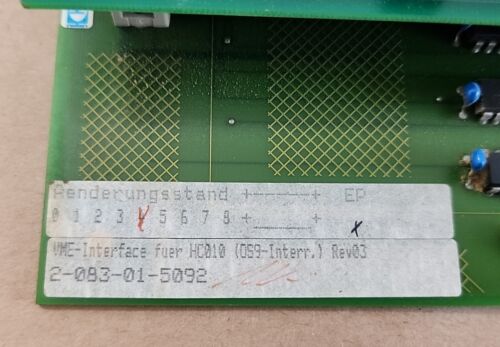 Aenderungsstand +-----+ EP
0 1 2 3 4 5 6 7 8 +_____+ x
VME-Interface fuer HC010 (OS9-Interr.) Rev03
2-083-01-5092